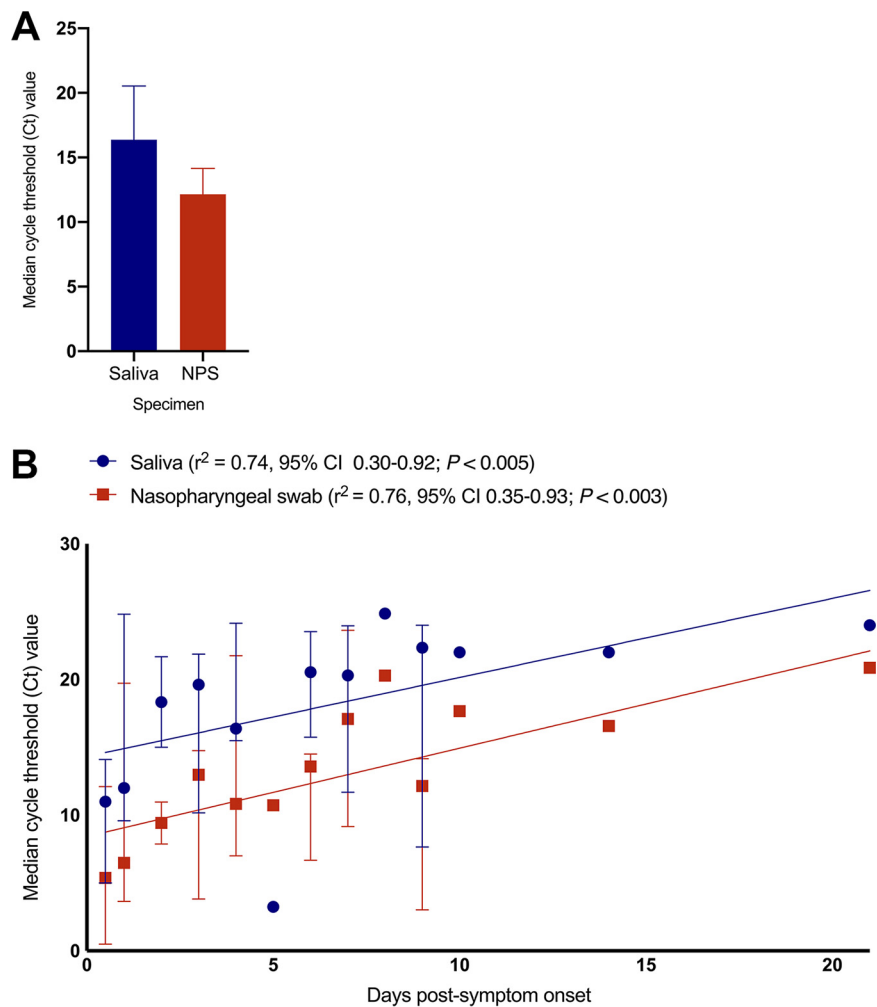 A
Median cycle threshold (Ct) value
25
20
15
10
5
0
Saliva NPS
Specimen
B
Saliva (r² = 0.74, 95% CI 0.30-0.92; P < 0.005)
Nasopharyngeal swab (r² = 0.76, 95% CI 0.35-0.93; P < 0.003)
Median cycle threshold (Ct) value
30
20
10
0
0 5 10 15 20
Days post-symptom onset